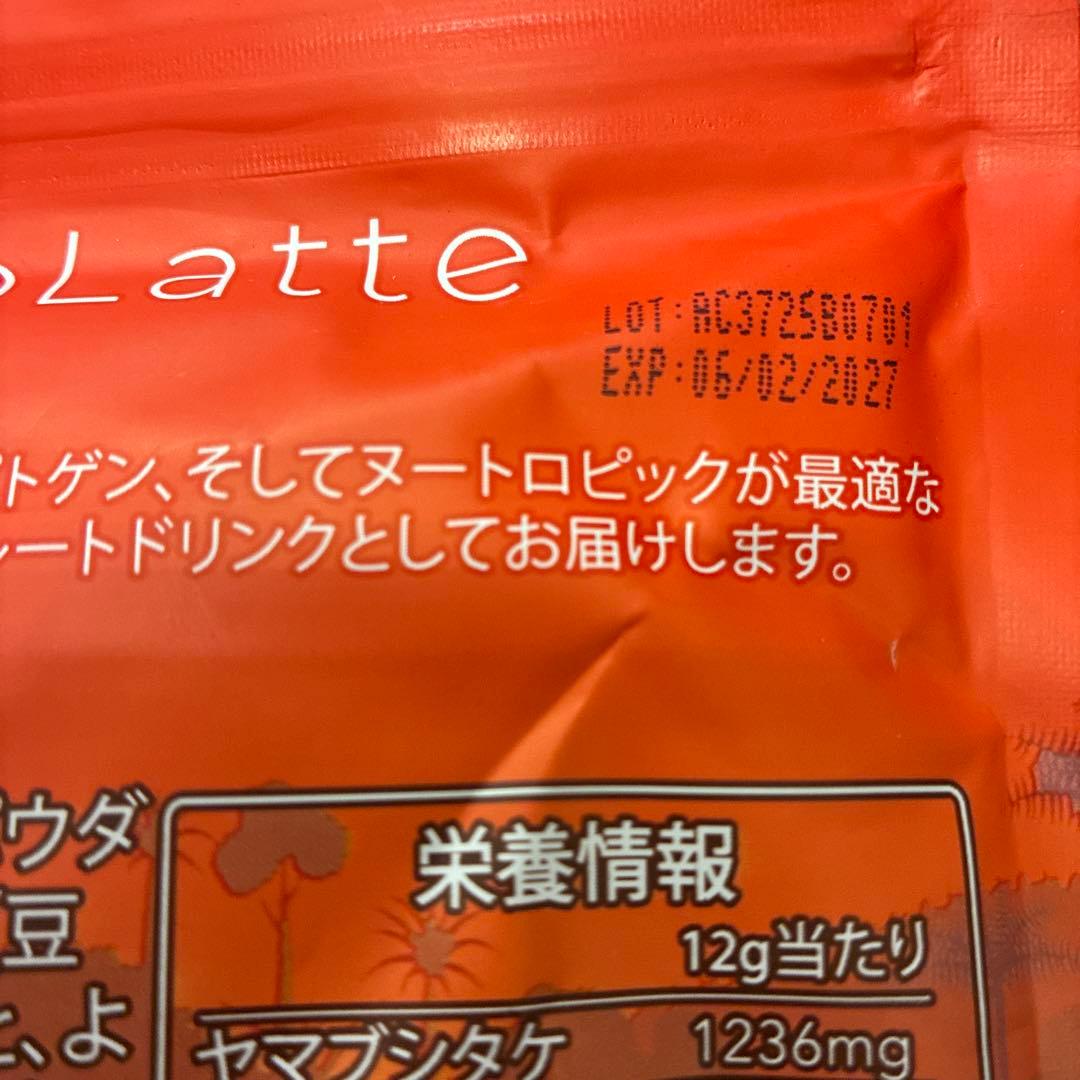 Latte
LOT:
EXP:06/02/2027
トゲン、そしてヌートロピックが最適な
ートドリンクとしてお届けします。
ウダ
豆
、よ
栄養情報
12g当たり
ヤマブシタケ 1236mg